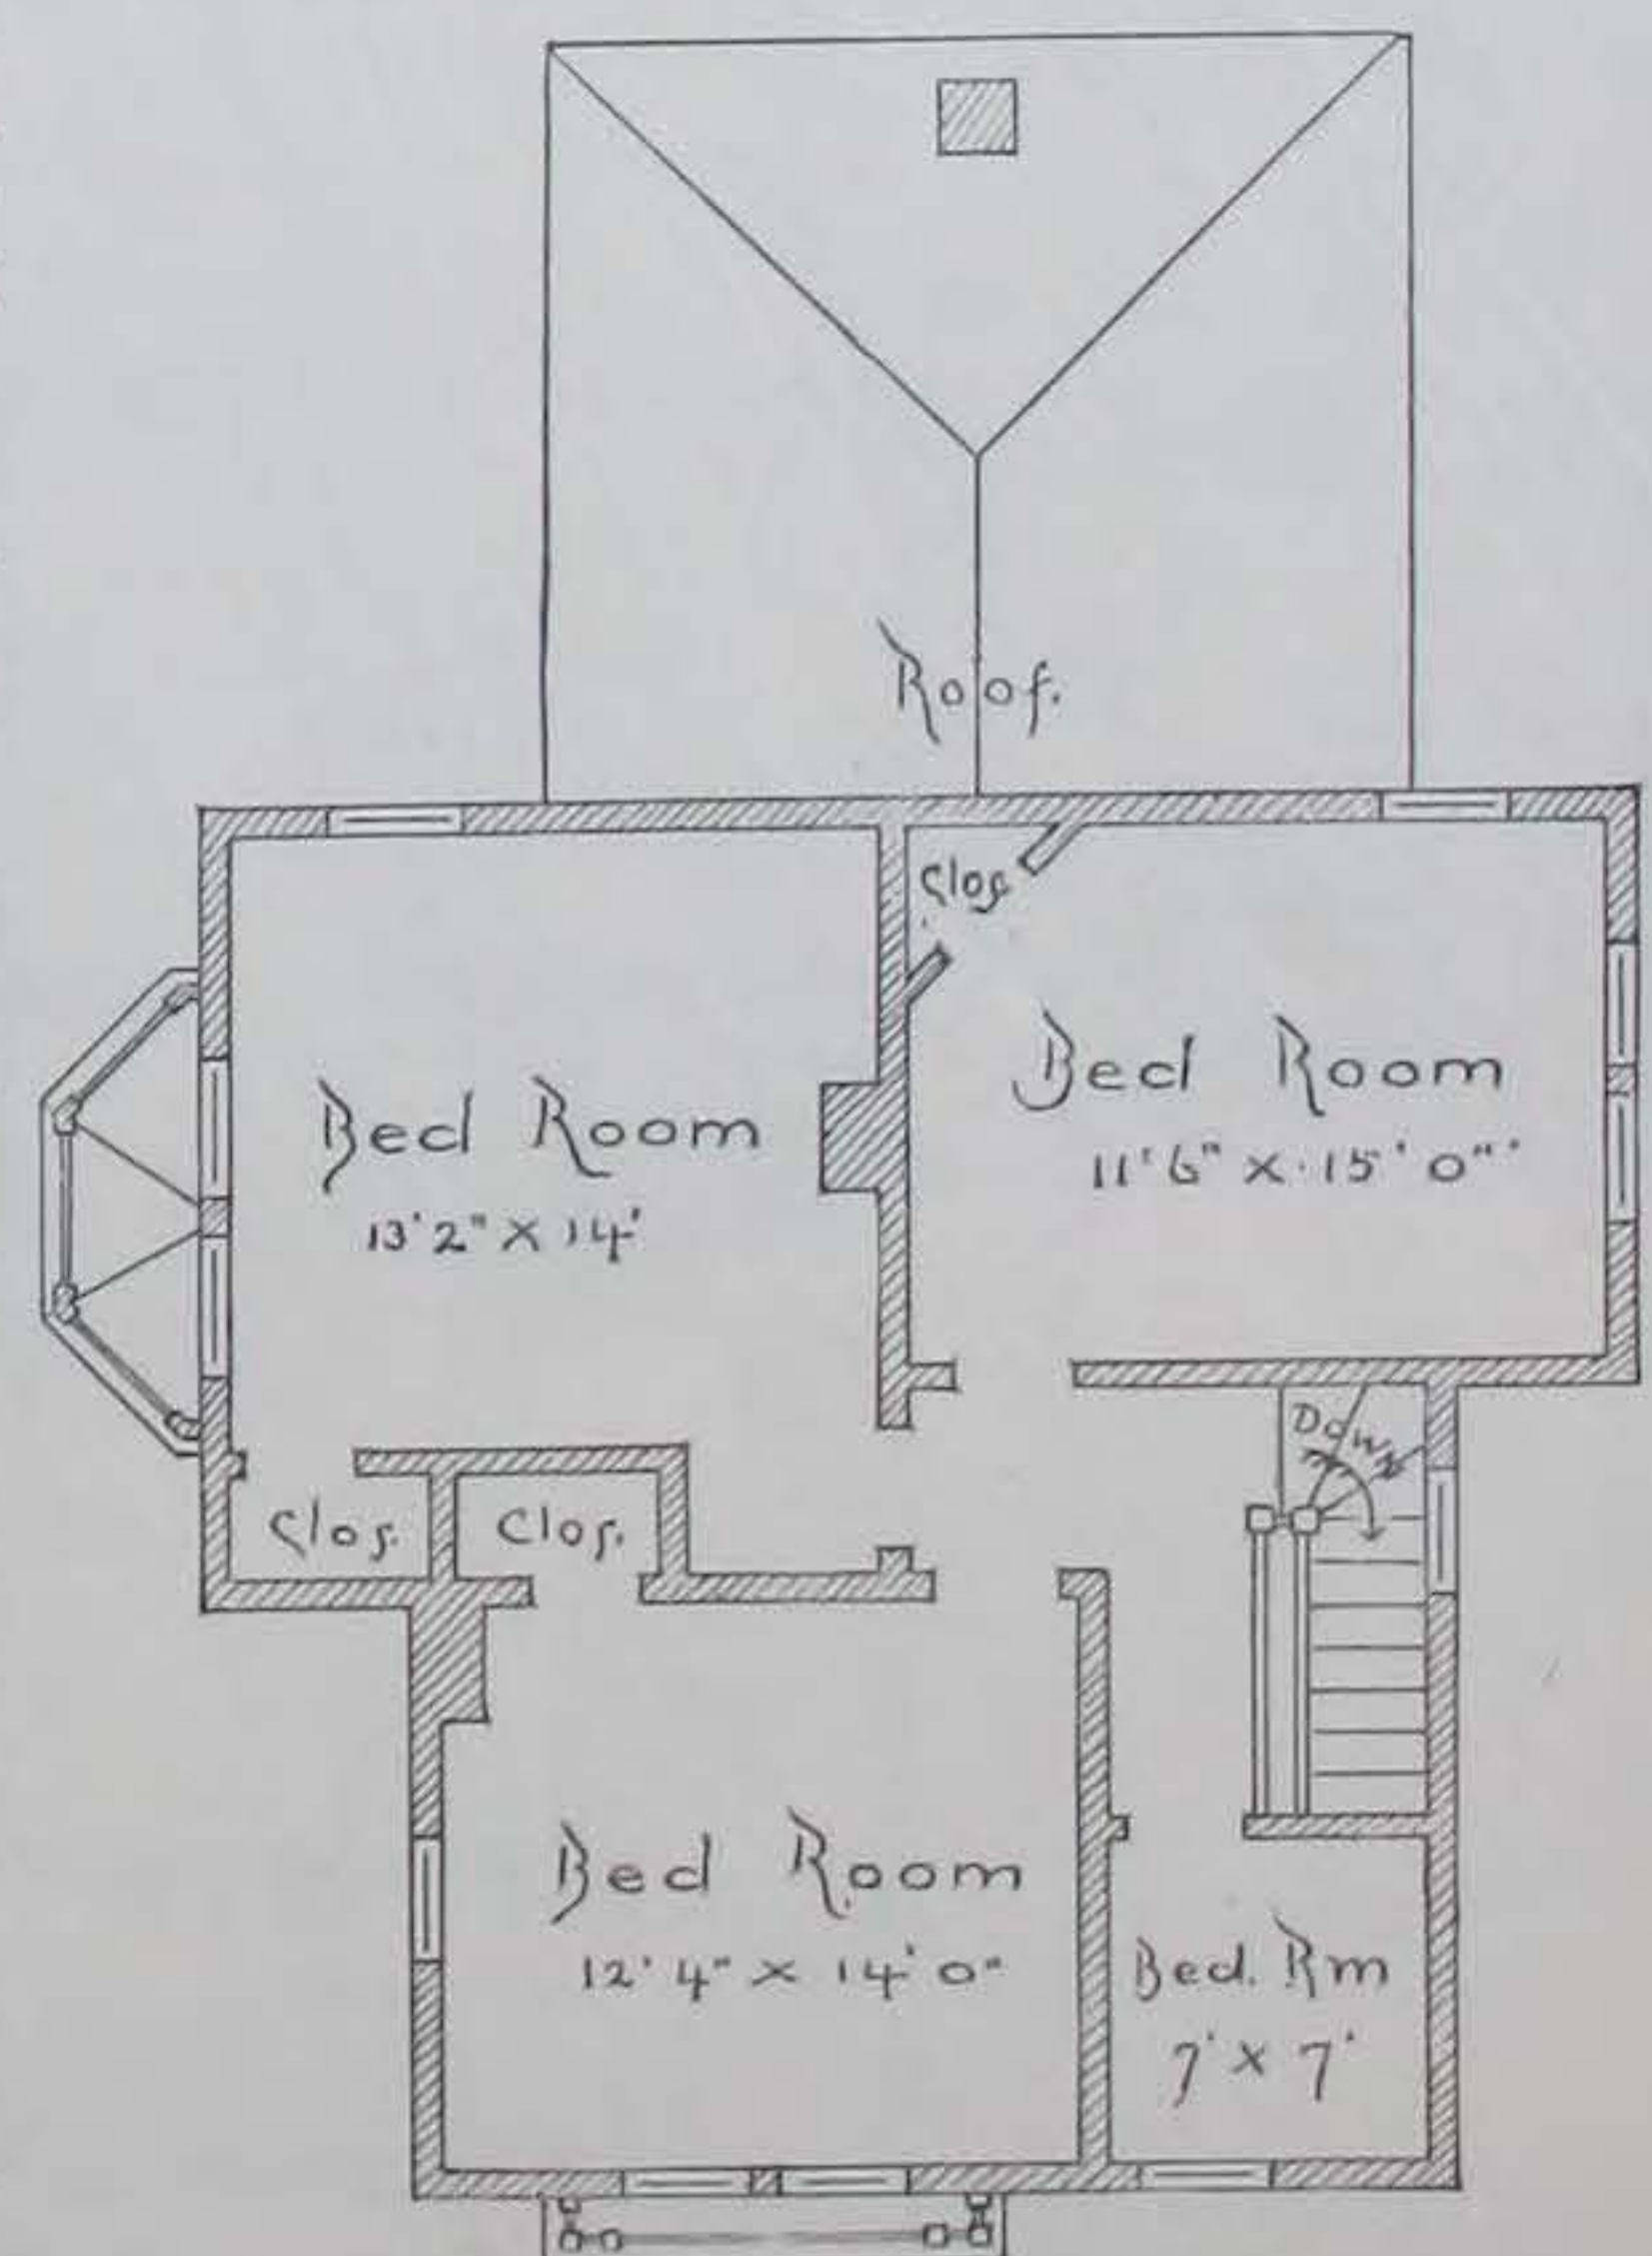 Roof.
Clos
Bed Room
11'6" x 15'0"
Bed Room
13'2" x 14'
Down
Clos.
Clos.
Bed Room
12'4" x 14'0"
Bed. Rm
7' x 7'